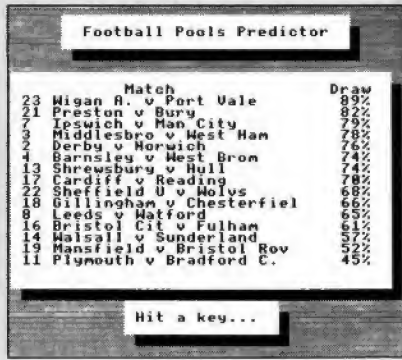 Football Pools Predictor
Match Draw
23 Wigan A. v Port Vale 89%
21 Preston v Bury 82%
7 Ipswich v Man City 79%
3 Middlesbro v West Ham 78%
2 Derby v Norwich 76%
4 Barnsley v West Brom 74%
13 Shrewsbury v Hull 74%
17 Cardiff v Reading 70%
22 Sheffield U v Wolvs 68%
18 Gillingham v Chesterfiel 66%
8 Leeds v Watford 65%
16 Bristol Cit v Fulham 61%
14 Walsall v Sunderland 57%
19 Mansfield v Bristol Rov 52%
11 Plymouth v Bradford C. 45%
Hit a key...